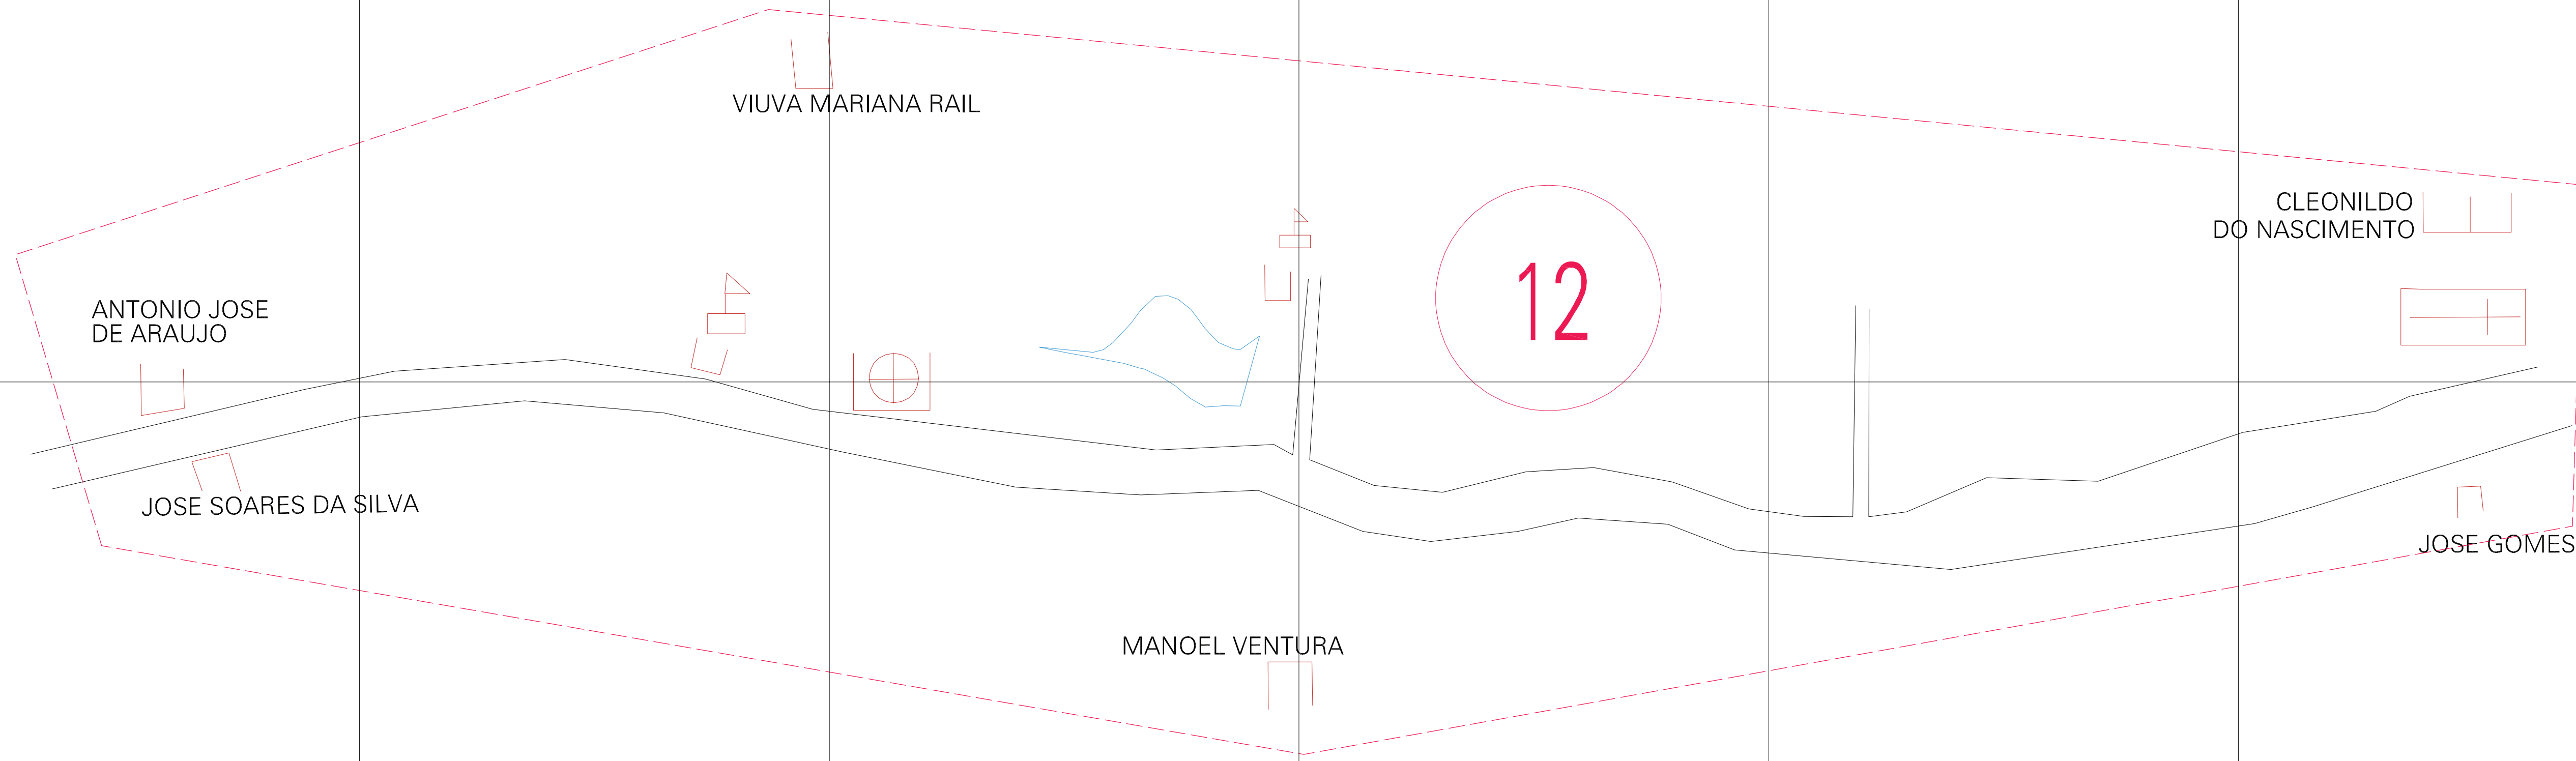 VIUVA MARIANA RAIL
CLEONILDO
DO NASCIMENTO
12
ANTONIO JOSE
DE ARAUJO
JOSE SOARES DA SILVA
JOSE GOMES
MANOEL VENTURA